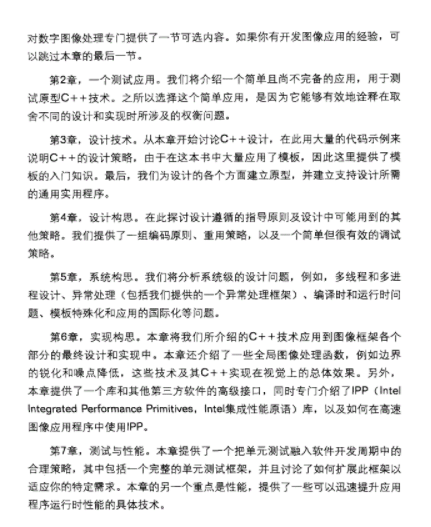 对数字图像处理专门提供了一节可选内容。如果你有开发图像应用的经验，可
以跳过本章的最后一节。
第2章，一个测试应用。我们将介绍一个简单且尚不完备的应用，用于测
试原型C++技术。之所以选择这个简单应用，是因为它能够有效地诠释在取
舍不同的设计和实现时所涉及的权衡问题。
第3章，设计技术。从本章开始讨论C++设计，在此用大量的代码示例来
说明C++的设计策略。由于在这本书中大量应用了模板，因此这里提供了模
板的入门知识。最后，我们为设计的各个方面建立原型，并建立支持设计所需
的通用实用程序。
第4章，设计构思。在此探讨设计遵循的指导原则及设计中可能用到的其
他策略。我们提供了一组编码原则、重用策略，以及一个简单但很有效的调试
策略。
第5章，系统构思。我们将分析系统级的设计问题，例如，多线程和多进
程设计、异常处理（包括我们提供的一个异常处理框架）、编译时和运行时问
题、模板特殊化和应用的国际化等问题。
第6章，实现构思。本章将我们所介绍的C++技术应用到图像框架各个
部分的最终设计和实现中。本章还介绍了一些全局图像处理函数，例如边界
的锐化和噪点降低，这些技术及其C++实现在视觉上的总体效果。另外，
本章提供了一个库和其他第三方软件的高级接口，同时专门介绍了IPP（Intel
Integrated Performance Primitives，Intel集成性能原语）库，以及如何在高速
图像应用程序中使用IPP。
第7章，测试与性能。本章提供了一个把单元测试融入软件开发周期中的
合理策略，其中包括一个完整的单元测试框架，并且讨论了如何扩展此框架以
适应你的特定需求。本章的另一个重点是性能，提供了一些可以迅速提升应用
程序运行时性能的具体技术。